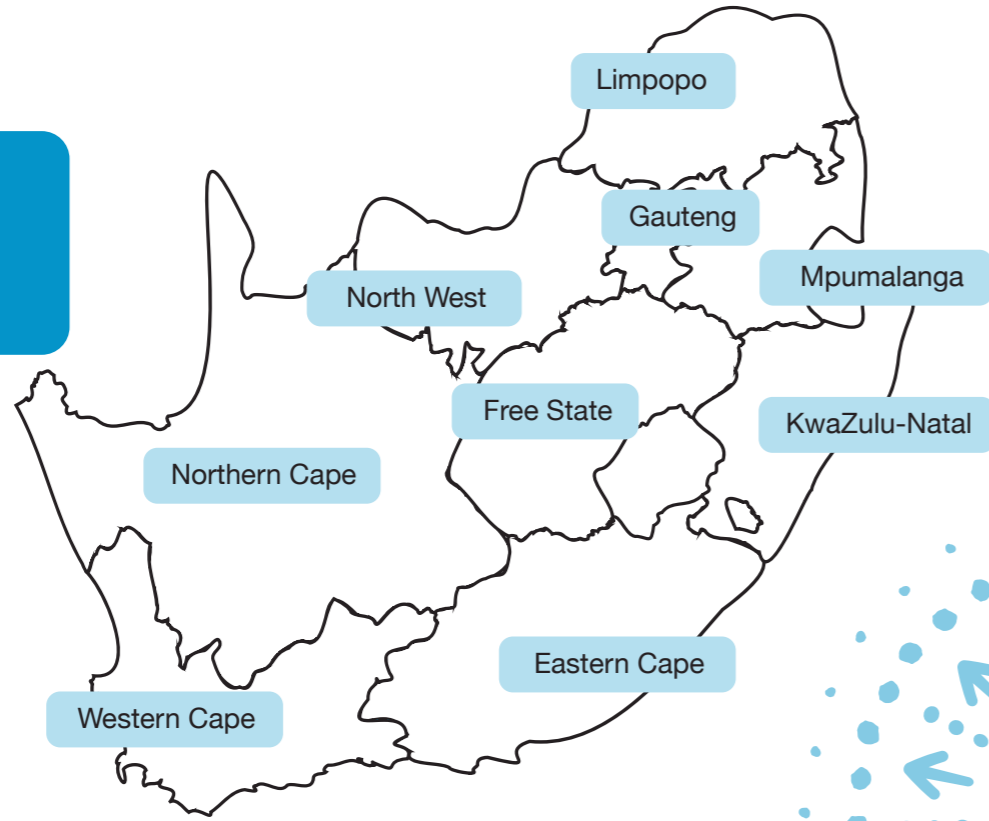 Limpopo
Gauteng
Mpumalanga
North West
Free State
KwaZulu-Natal
Northern Cape
Eastern Cape
Western Cape